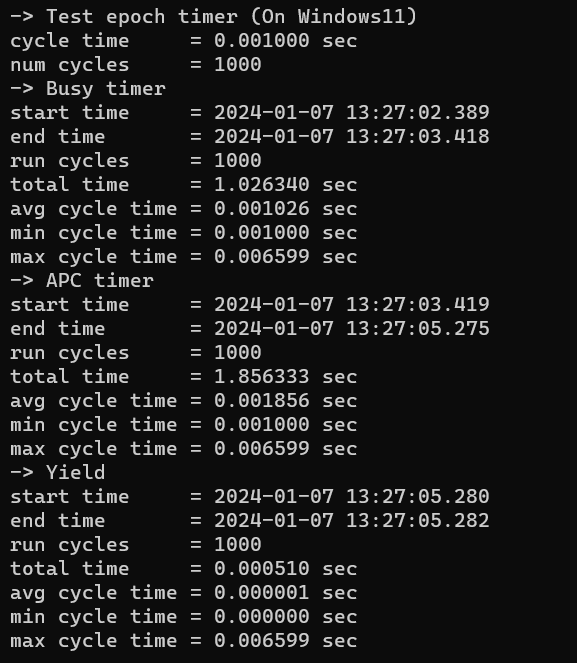 -> Test epoch timer (On Windows11)
cycle time     = 0.001000 sec
num cycles     = 1000
-> Busy timer
start time     = 2024-01-07 13:27:02.389
end time       = 2024-01-07 13:27:03.418
run cycles     = 1000
total time     = 1.026340 sec
avg cycle time = 0.001026 sec
min cycle time = 0.001000 sec
max cycle time = 0.006599 sec
-> APC timer
start time     = 2024-01-07 13:27:03.419
end time       = 2024-01-07 13:27:05.275
run cycles     = 1000
total time     = 1.856333 sec
avg cycle time = 0.001856 sec
min cycle time = 0.001000 sec
max cycle time = 0.006599 sec
-> Yield
start time     = 2024-01-07 13:27:05.280
end time       = 2024-01-07 13:27:05.282
run cycles     = 1000
total time     = 0.000510 sec
avg cycle time = 0.000001 sec
min cycle time = 0.000000 sec
max cycle time = 0.006599 sec